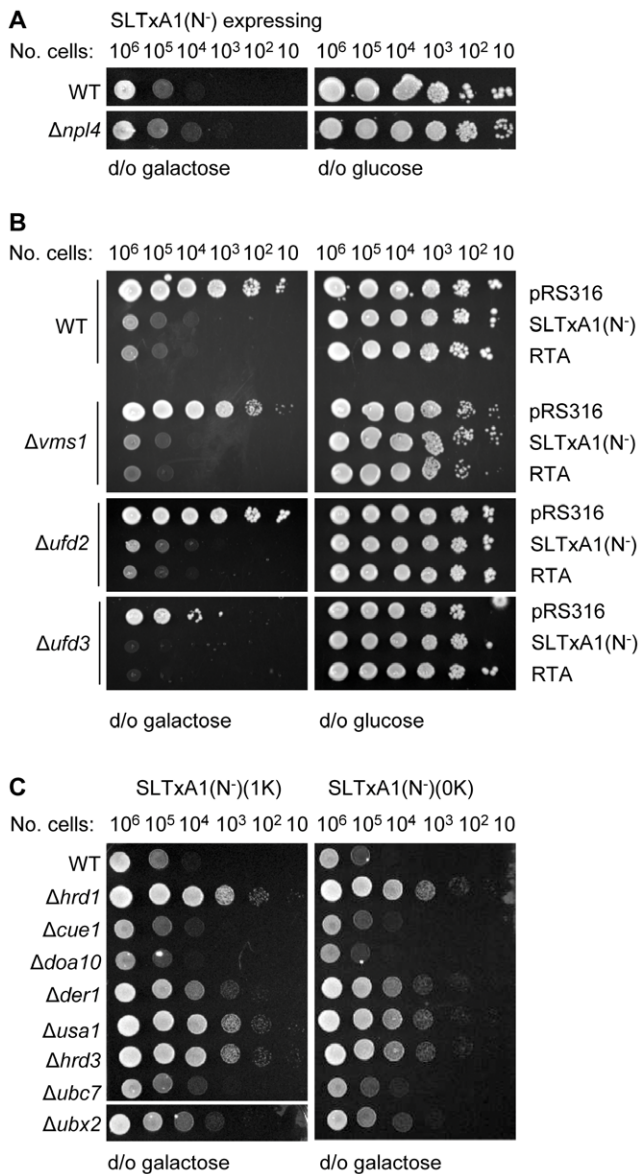 A
SLTxA1(N⁻) expressing
No. cells: 10⁶ 10⁵ 10⁴ 10³ 10² 10 10⁶ 10⁵ 10⁴ 10³ 10² 10
WT
Δnpl4
d/o galactose d/o glucose
B
No. cells: 10⁶ 10⁵ 10⁴ 10³ 10² 10 10⁶ 10⁵ 10⁴ 10³ 10² 10
pRS316
WT SLTxA1(N⁻)
RTA
pRS316
Δvms1 SLTxA1(N⁻)
RTA
pRS316
Δufd2 SLTxA1(N⁻)
RTA
pRS316
Δufd3 SLTxA1(N⁻)
RTA
d/o galactose d/o glucose
C
SLTxA1(N⁻)(1K) SLTxA1(N⁻)(0K)
No. cells: 10⁶ 10⁵ 10⁴ 10³ 10² 10 10⁶ 10⁵ 10⁴ 10³ 10² 10
WT
Δhrd1
Δcue1
Δdoa10
Δder1
Δusa1
Δhrd3
Δubc7
Δubx2
d/o galactose d/o galactose